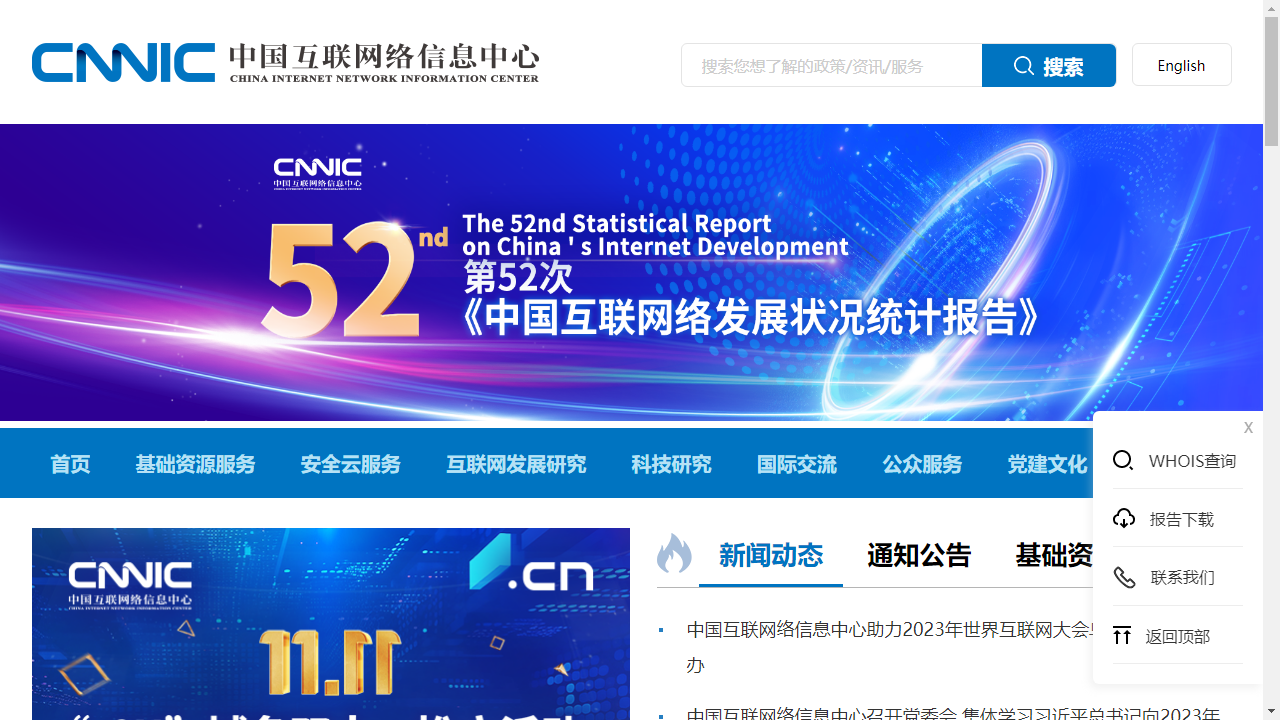 CNNIC 中国互联网络信息中心
CHINA INTERNET NETWORK INFORMATION CENTER
搜索您想了解的政策/资讯/服务
搜索
English
CNNIC
中国互联网络信息中心
52nd
The 52nd Statistical Report
on China ' s Internet Development
第52次
《中国互联网络发展状况统计报告》
首页 基础资源服务 安全云服务 互联网发展研究 科技研究 国际交流 公众服务 党建文化
X
WHOIS查询
报告下载
联系我们
返回顶部
CNNIC
中国互联网络信息中心
CHINA INTERNET NETWORK INFORMATION CENTER
.cn
11.11
新闻动态 通知公告 基础资
中国互联网络信息中心助力2023年世界互联网大会
办
中国互联网络信息中心召开党委会 集体学习习近平总书记向2023年